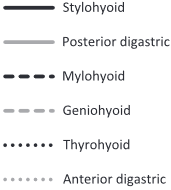 Stylohyoid
Posterior digastric
Mylohyoid
Geniohyoid
Thyrohyoid
Anterior digastric